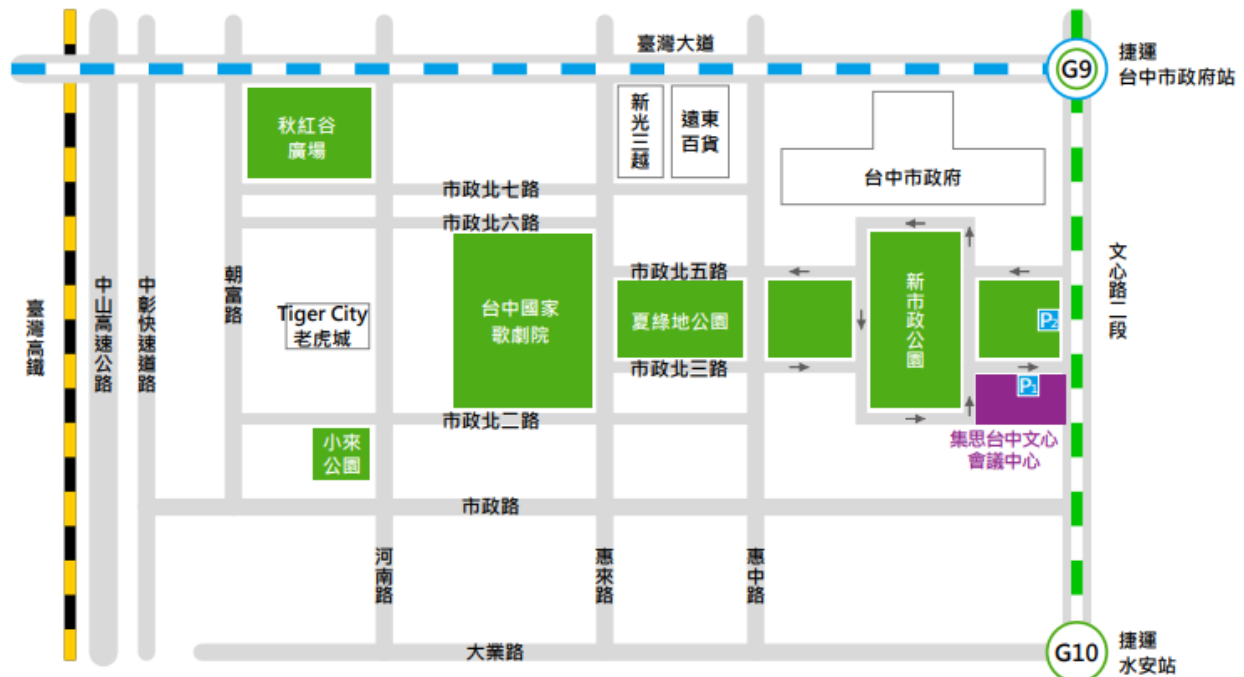 臺灣大道
G9
捷運
台中市政府站
秋紅谷
廣場
新光三越
遠東
百貨
台中市政府
市政北七路
市政北六路
朝富路
中山高速公路
中彰快速道路
臺灣高鐵
Tiger City
老虎城
台中國家
歌劇院
市政北五路
夏綠地公園
市政北三路
新市政公園
P2
P1
文心路二段
市政北二路
小來
公園
集思台中文心
會議中心
市政路
河南路
惠來路
惠中路
大業路
G10
捷運
水安站